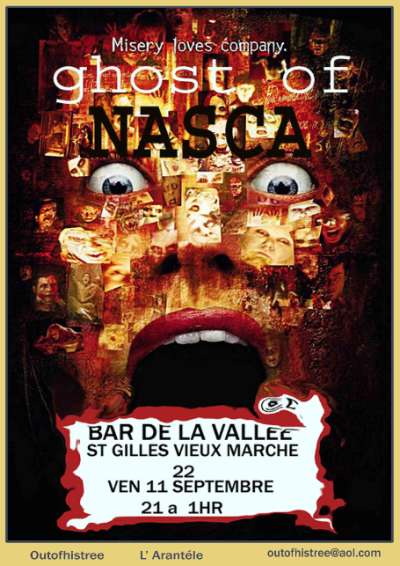 Misery loves company.
ghost of
NASCA
BAR DE LA VALLEE
ST GILLES VIEUX MARCHE
22
VEN 11 SEPTEMBRE
21 a 1HR
Outofhistree L' Arantéle outofhistree@aol.com